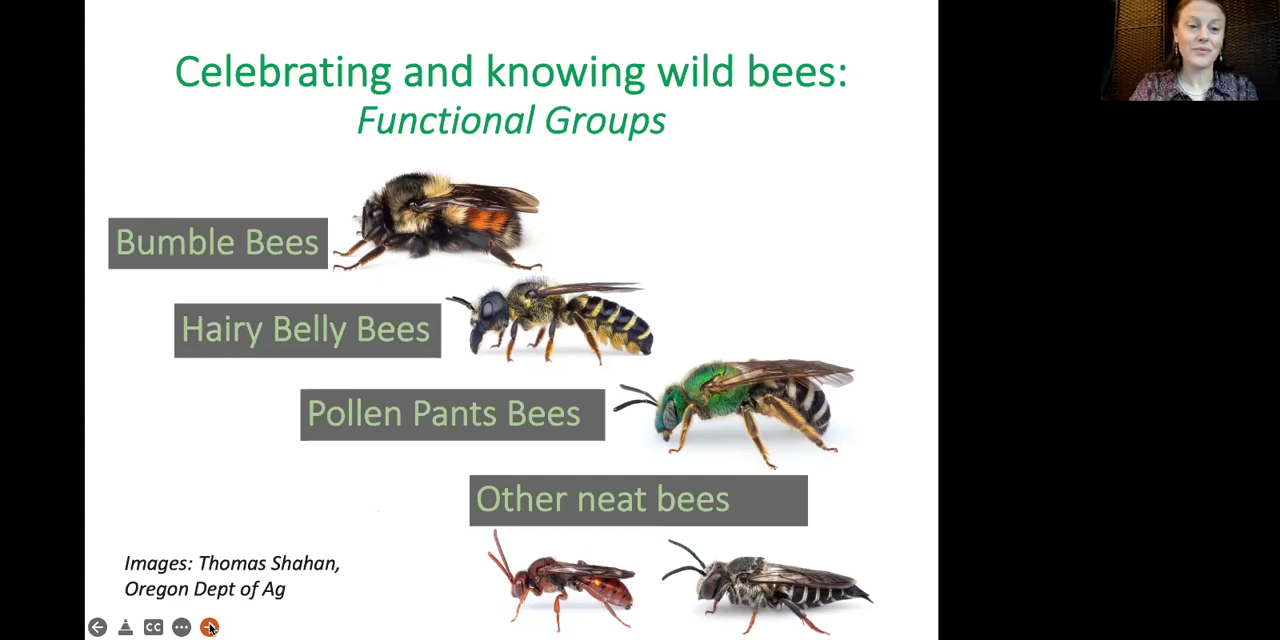 Celebrating and knowing wild bees:
Functional Groups
Bumble Bees
Hairy Belly Bees
Pollen Pants Bees
Other neat bees
Images: Thomas Shahan,
Oregon Dept of Ag
CC